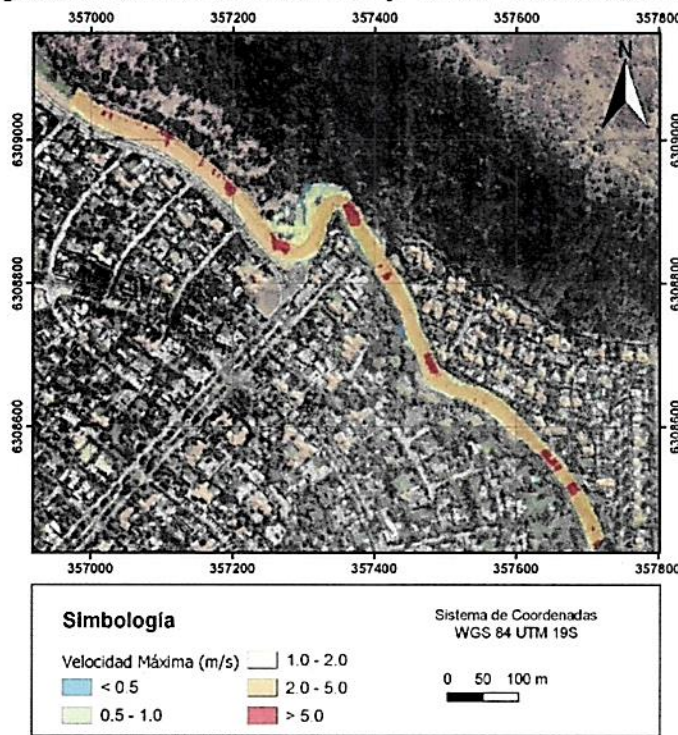 357000 357200 357400 357600 357800
N
6309000 6309000
6308800 6308800
6308600 6308600
357000 357200 357400 357600 357800
Simbología
Velocidad Máxima (m/s)
< 0.5
0.5 - 1.0
1.0 - 2.0
2.0 - 5.0
> 5.0
Sistema de Coordenadas
WGS 84 UTM 19S
0 50 100 m